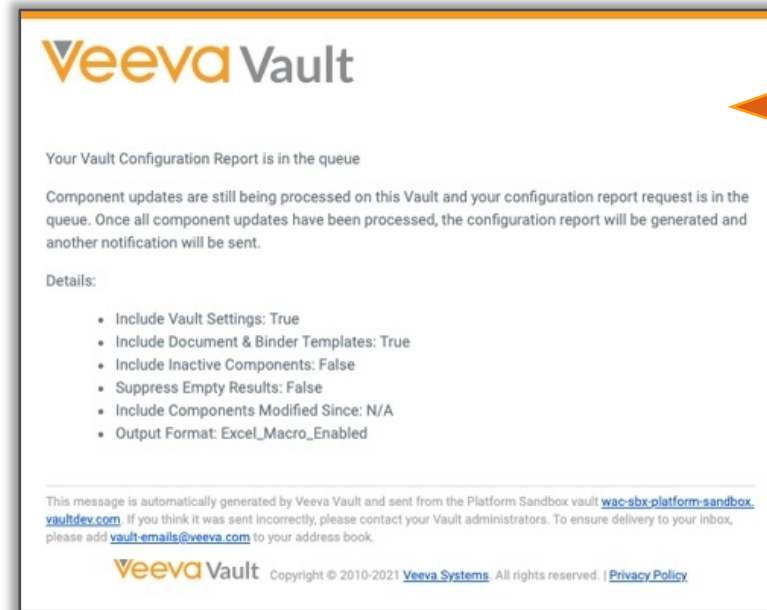 Veeva Vault
Your Vault Configuration Report is in the queue
Component updates are still being processed on this Vault and your configuration report request is in the
queue. Once all component updates have been processed, the configuration report will be generated and
another notification will be sent.
Details:
• Include Vault Settings: True
• Include Document & Binder Templates: True
• Include Inactive Components: False
• Suppress Empty Results: False
• Include Components Modified Since: N/A
• Output Format: Excel_Macro_Enabled
This message is automatically generated by Veeva Vault and sent from the Platform Sandbox vault wac-sbx-platform-sandbox.
vaultdev.com. If you think it was sent incorrectly, please contact your Vault administrators. To ensure delivery to your inbox,
please add vault-emails@veeva.com to your address book.
Veeva Vault Copyright © 2010-2021 Veeva Systems. All rights reserved. | Privacy Policy